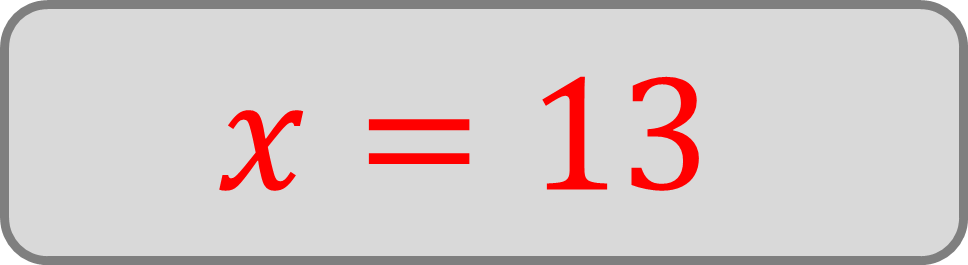 x = 13